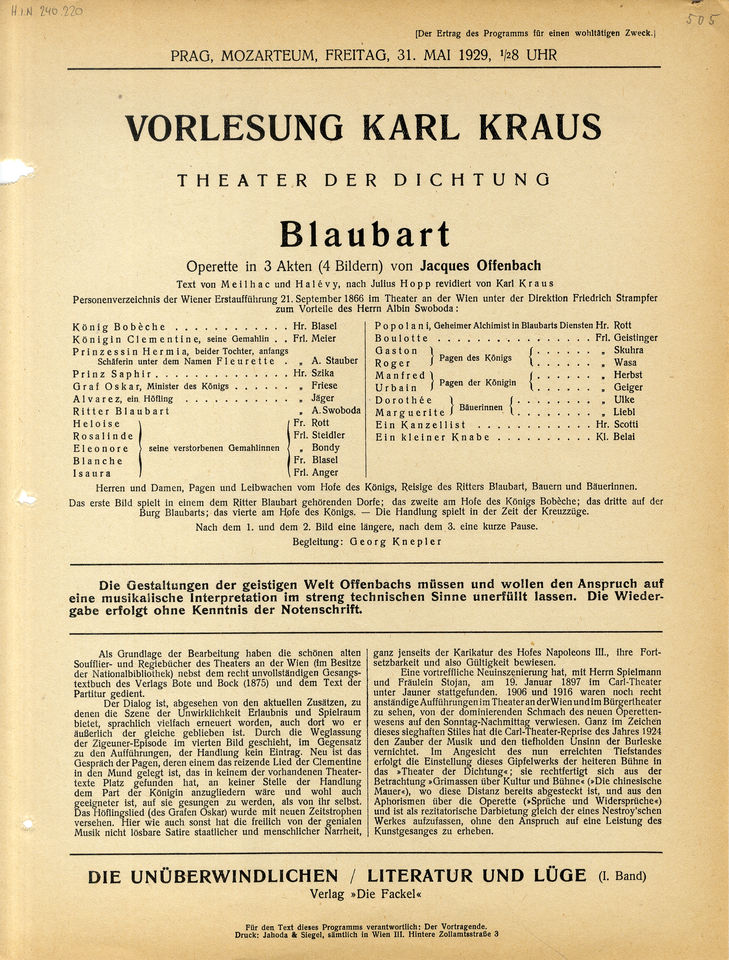 H.I.N 240.220
505
[Der Ertrag des Programms für einen wohltätigen Zweck.]
PRAG, MOZARTEUM, FREITAG, 31. MAI 1929, ½8 UHR
VORLESUNG KARL KRAUS
THEATER DER DICHTUNG
Blaubart
Operette in 3 Akten (4 Bildern) von Jacques Offenbach
Text von Meilhac und Halévy, nach Julius Hopp revidiert von Karl Kraus
Personenverzeichnis der Wiener Erstaufführung 21. September 1866 im Theater an der Wien unter der Direktion Friedrich Strampfer
zum Vorteile des Herrn Albin Swoboda:
König Bobèche . . . . . . . . . . . . Hr. Blasel
Königin Clementine, seine Gemahlin . . Frl. Meier
Prinzessin Hermia, beider Tochter, anfangs
Schäferin unter dem Namen Fleurette . „ A. Stauber
Prinz Saphir . . . . . . . . . . . . . . Hr. Szika
Graf Oskar, Minister des Königs . . . . . . „ Friese
Alvarez, ein Höfling . . . . . . . . . . . „ Jäger
Ritter Blaubart „ A. Swoboda
Heloise Fr. Rott
Rosalinde Frl. Steidler
Eleonore seine verstorbenen Gemahlinnen „ Bondy
Blanche Fr. Blasel
Isaura Frl. Anger
Popolani, Geheimer Alchimist in Blaubarts Diensten Hr. Rott
Boulotte . . . . . . . . . . . . . . . . Frl. Geistinger
Gaston . . . . . . „ Skuhra
Pagen des Königs
Roger . . . . . . „ Wasa
Manfred . . . . . . „ Herbst
Pagen der Königin
Urbain . . . . . . „ Geiger
Dorothée . . . . . . . „ Ulke
Bäuerinnen
Marguerite . . . . . . . „ Liebl
Ein Kanzellist . . . . . . . . . . . . Hr. Scotti
Ein kleiner Knabe . . . . . . . . . . Kl. Belai
Herren und Damen, Pagen und Leibwachen vom Hofe des Königs, Reisige des Ritters Blaubart, Bauern und Bäuerinnen.
Das erste Bild spielt in einem dem Ritter Blaubart gehörenden Dorfe; das zweite am Hofe des Königs Bobèche; das dritte auf der
Burg Blaubarts; das vierte am Hofe des Königs. — Die Handlung spielt in der Zeit der Kreuzzüge.
Nach dem 1. und dem 2. Bild eine längere, nach dem 3. eine kurze Pause.
Begleitung: Georg Knepler
Die Gestaltungen der geistigen Welt Offenbachs müssen und wollen den Anspruch auf
eine musikalische Interpretation im streng technischen Sinne unerfüllt lassen. Die Wieder-
gabe erfolgt ohne Kenntnis der Notenschrift.
Als Grundlage der Bearbeitung haben die schönen alten
Soufflier- und Regiebücher des Theaters an der Wien (im Besitze
der Nationalbibliothek) nebst dem recht unvollständigen Gesangs-
textbuch des Verlags Bote und Bock (1875) und dem Text der
Partitur gedient.
Der Dialog ist, abgesehen von den aktuellen Zusätzen, zu
denen die Szene der Unwirklichkeit Erlaubnis und Spielraum
bietet, sprachlich vielfach erneuert worden, auch dort wo er
äußerlich der gleiche geblieben ist. Durch die Weglassung
der Zigeuner-Episode im vierten Bild geschieht, im Gegensatz
zu den Aufführungen, der Handlung kein Eintrag. Neu ist das
Gespräch der Pagen, deren einem das reizende Lied der Clementine
in den Mund gelegt ist, das in keinem der vorhandenen Theater-
texte Platz gefunden hat, an keiner Stelle der Handlung
dem Part der Königin anzugliedern wäre und wohl auch
geeigneter ist, auf sie gesungen zu werden, als von ihr selbst.
Das Höflingslied (des Grafen Oskar) wurde mit neuen Zeitstrophen
versehen. Hier wie auch sonst hat die freilich von der genialen
Musik nicht lösbare Satire staatlicher und menschlicher Narrheit,
ganz jenseits der Karikatur des Hofes Napoleons III., ihre Fort-
setzbarkeit und also Gültigkeit bewiesen.
Eine vortreffliche Neuinszenierung hat, mit Herrn Spielmann
und Fräulein Stojan, am 19. Januar 1897 im Carl-Theater
unter Jauner stattgefunden. 1906 und 1916 waren noch recht
anständige Aufführungen im Theater an der Wien und im Bürgertheater
zu sehen, von der dominierenden Schmach des neuen Operetten-
wesens auf den Sonntag-Nachmittag verwiesen. Ganz im Zeichen
dieses sieghaften Stiles hat die Carl-Theater-Reprise des Jahres 1924
den Zauber der Musik und den tiefholden Unsinn der Burleske
vernichtet. Im Angesicht des nun erreichten Tiefstandes
erfolgt die Einstellung dieses Gipfelwerks der heiteren Bühne in
das »Theater der Dichtung«; sie rechtfertigt sich aus der
Betrachtung »Grimassen über Kultur und Bühne« (»Die chinesische
Mauer«), wo diese Distanz bereits abgesteckt ist, und aus den
Aphorismen über die Operette (»Sprüche und Widersprüche«)
und ist als rezitatorische Darbietung gleich der eines Nestroy'schen
Werkes aufzufassen, ohne den Anspruch auf eine Leistung des
Kunstgesanges zu erheben.
DIE UNÜBERWINDLICHEN / LITERATUR UND LÜGE (I. Band)
Verlag »Die Fackel«
Für den Text dieses Programms verantwortlich: Der Vortragende.
Druck: Jahoda & Siegel, sämtlich in Wien III. Hintere Zollamtsstraße 3